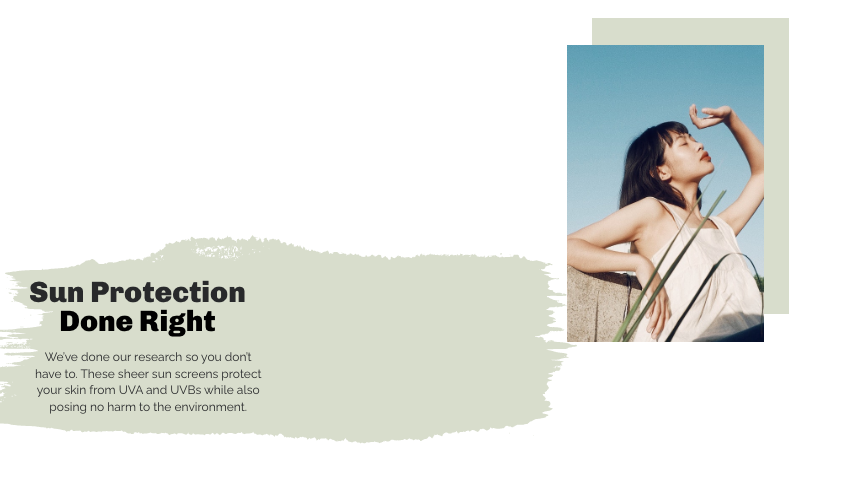 Sun Protection
Done Right
We've done our research so you don't
have to. These sheer sun screens protect
your skin from UVA and UVBs while also
posing no harm to the environment.